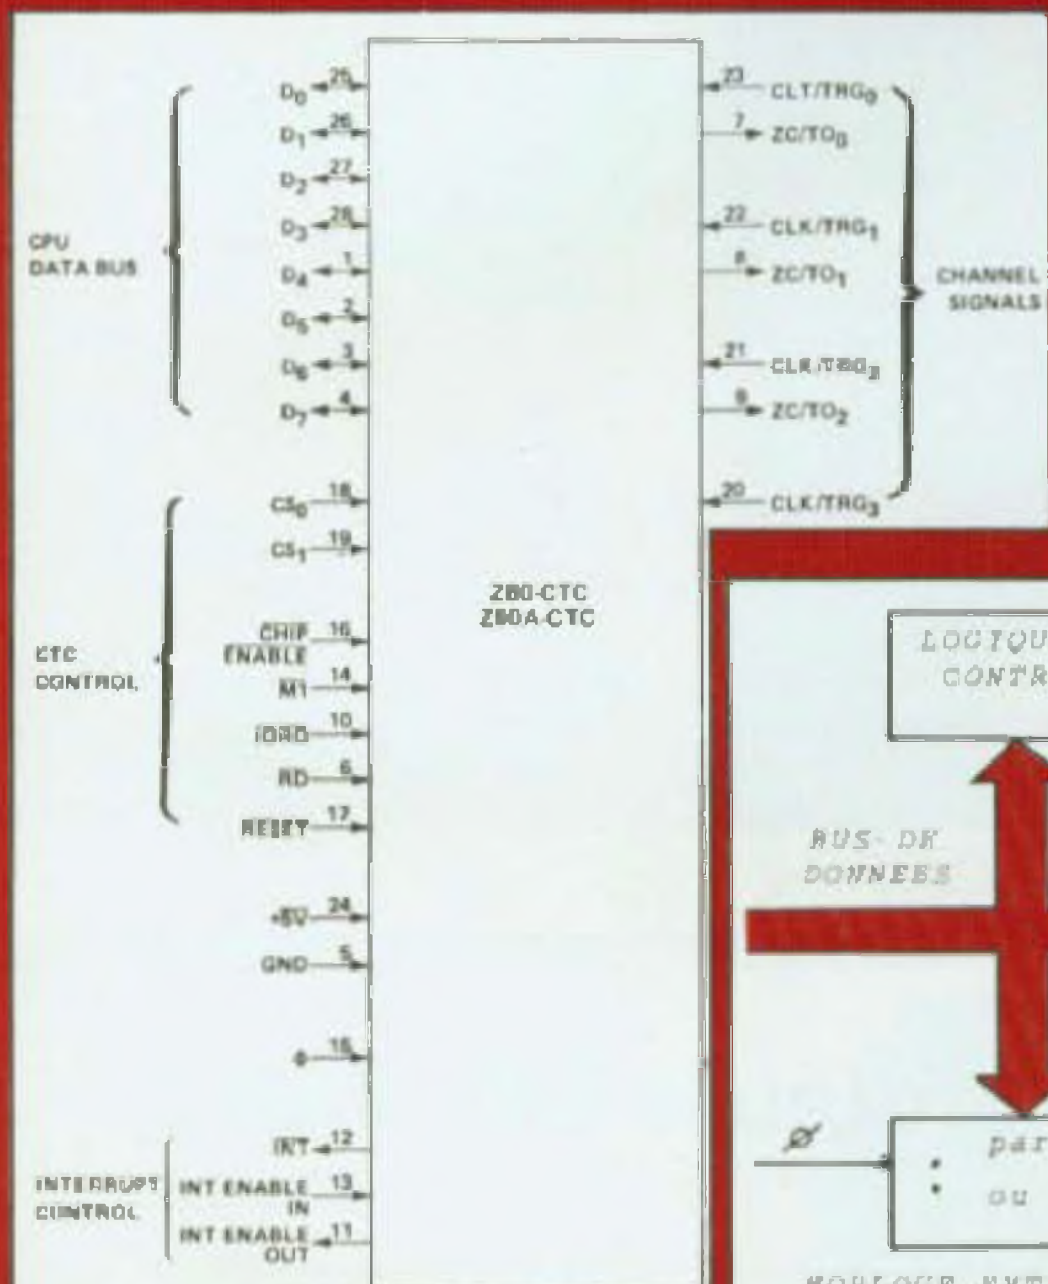 CPU
DATA BUS
D0 25
D1 26
D2 27
D3 28
D4 1
D5 2
D6 3
D7 4
23 CLT/TRG0
7 ZC/TO0
22 CLK/TRG1
8 ZC/TO1
21 CLK/TRG2
9 ZC/TO2
20 CLK/TRG3
CHANNEL
SIGNALS
CTC
CONTROL
CS0 18
CS1 19
CHIP 16
ENABLE
M1 14
IORQ 10
RD 6
RESET 17
+5V 24
GND 5
Φ 15
Z80-CTC
Z80A-CTC
INTERRUPT
CONTROL
INT 12
INT ENABLE 13
IN
INT ENABLE 11
OUT
LOGIQU
CONTR
BUS DE
DONNEES
Ø
: par
ou